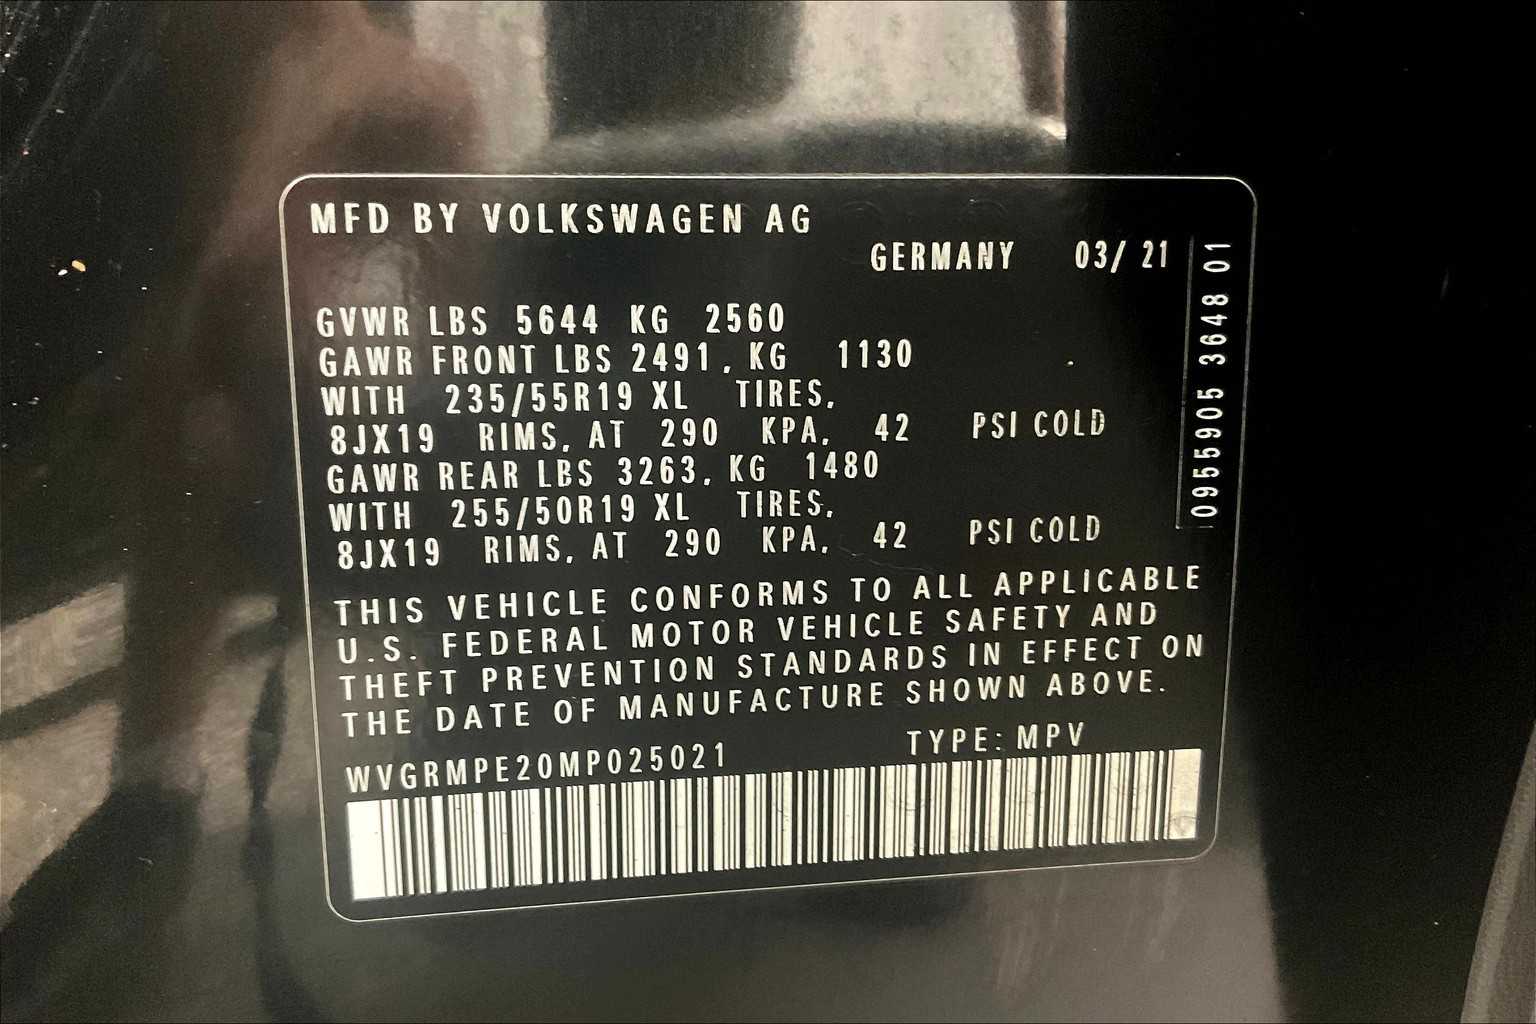 MFD BY VOLKSWAGEN AG
GERMANY 03/ 21
GVWR LBS 5644 KG 2560
GAWR FRONT LBS 2491, KG 1130
WITH 235/55R19 XL TIRES,
8JX19 RIMS, AT 290 KPA, 42 PSI COLD
GAWR REAR LBS 3263, KG 1480
WITH 255/50R19 XL TIRES,
8JX19 RIMS, AT 290 KPA, 42 PSI COLD
THIS VEHICLE CONFORMS TO ALL APPLICABLE
U.S. FEDERAL MOTOR VEHICLE SAFETY AND
THEFT PREVENTION STANDARDS IN EFFECT ON
THE DATE OF MANUFACTURE SHOWN ABOVE.
WVGRMPE20MP025021 TYPE: MPV
0955905 3648 01